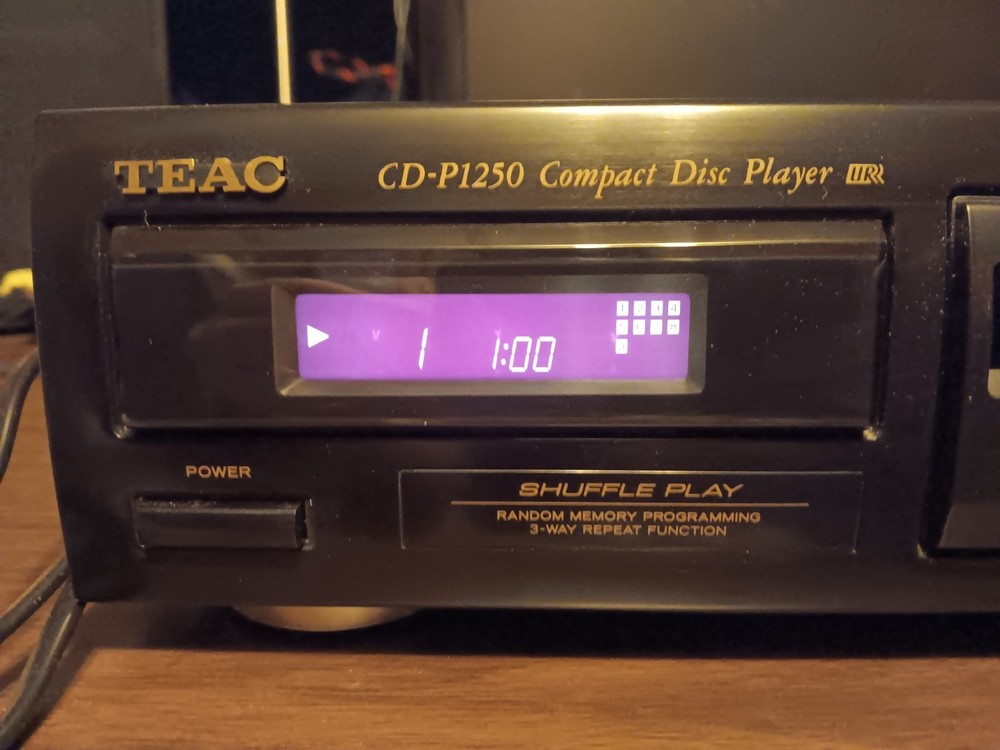 TEAC
CD-P1250 Compact Disc Player
1 1:00
POWER
SHUFFLE PLAY
RANDOM MEMORY PROGRAMMING
3-WAY REPEAT FUNCTION